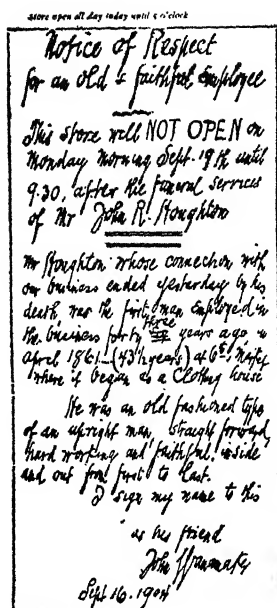 Store open all day today until 5 o'clock
Notice of Respect
for an old & faithful Employee
This store will NOT OPEN on
Monday Morning Sept. 19th until
9.30, after the funeral services
of Mr John R. Houghton
Mr Houghton whose connection with
our business ended yesterday by his
death was the first man employed in
the business forty three years ago in
April 1861—(43 years) at 6th & Market
where it began as a Clothing house
He was an old fashioned type
of an upright man, straight forward
hard working and faithful inside
and out from first to last.
I sign my name to this
as his friend
John Wanamaker
Sept 16. 1904